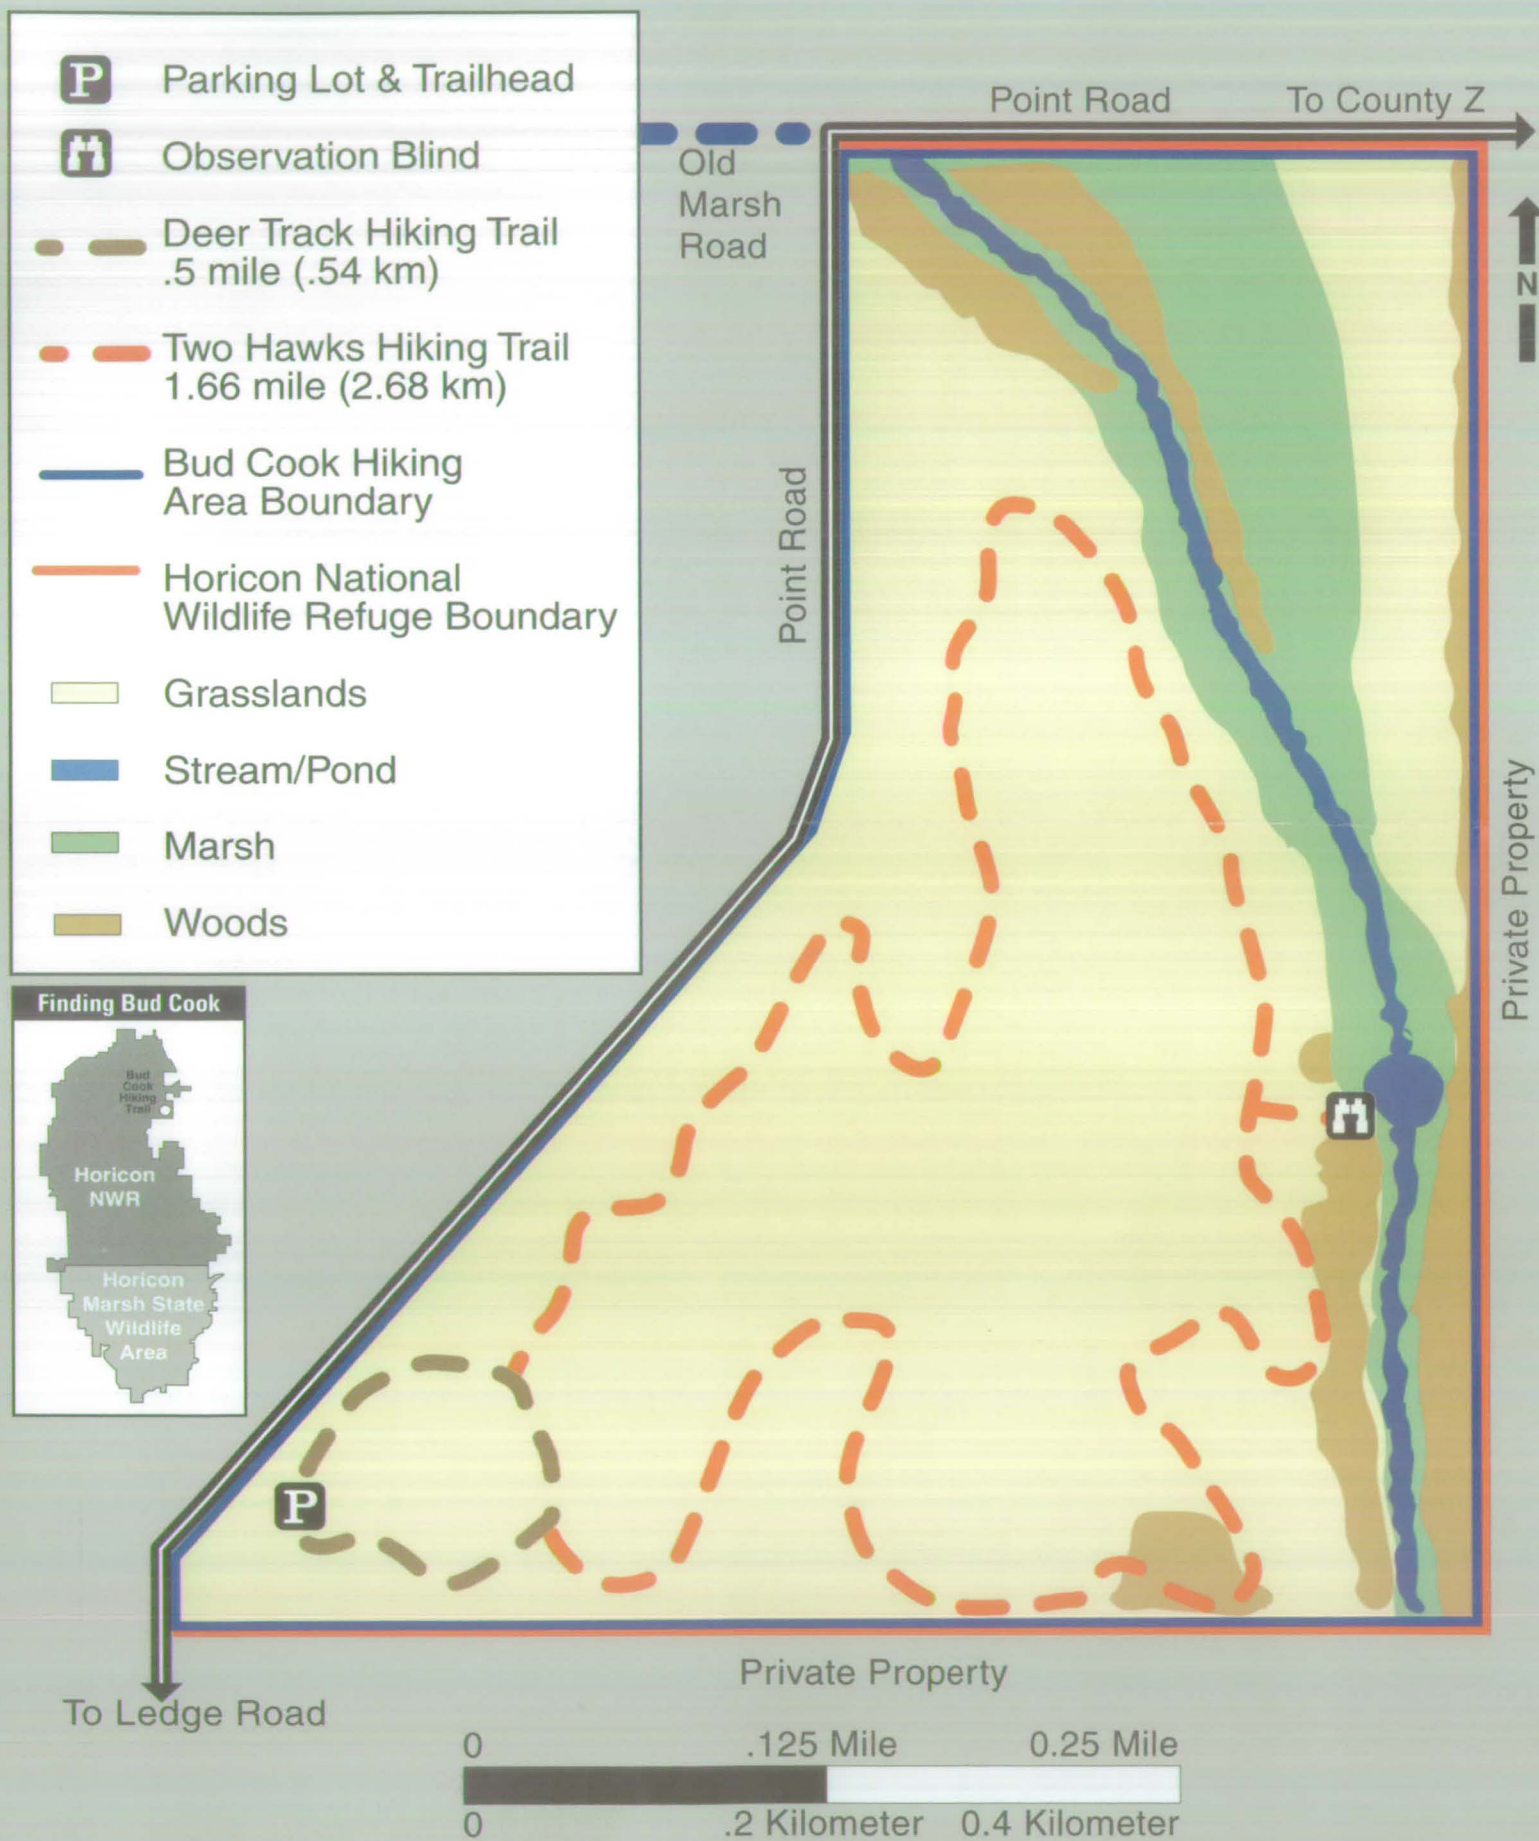 P
Parking Lot & Trailhead
Observation Blind
Deer Track Hiking Trail
.5 mile (.54 km)
Two Hawks Hiking Trail
1.66 mile (2.68 km)
Bud Cook Hiking
Area Boundary
Horicon National
Wildlife Refuge Boundary
Grasslands
Stream/Pond
Marsh
Woods
Point Road
To County Z
Old
Marsh
Road
N
Point Road
Private Property
Finding Bud Cook
Bud
Cook
Hiking
Trail
Horicon
NWR
Horicon
Marsh State
Wildlife
Area
P
Private Property
To Ledge Road
0
.125 Mile
0.25 Mile
0
.2 Kilometer
0.4 Kilometer